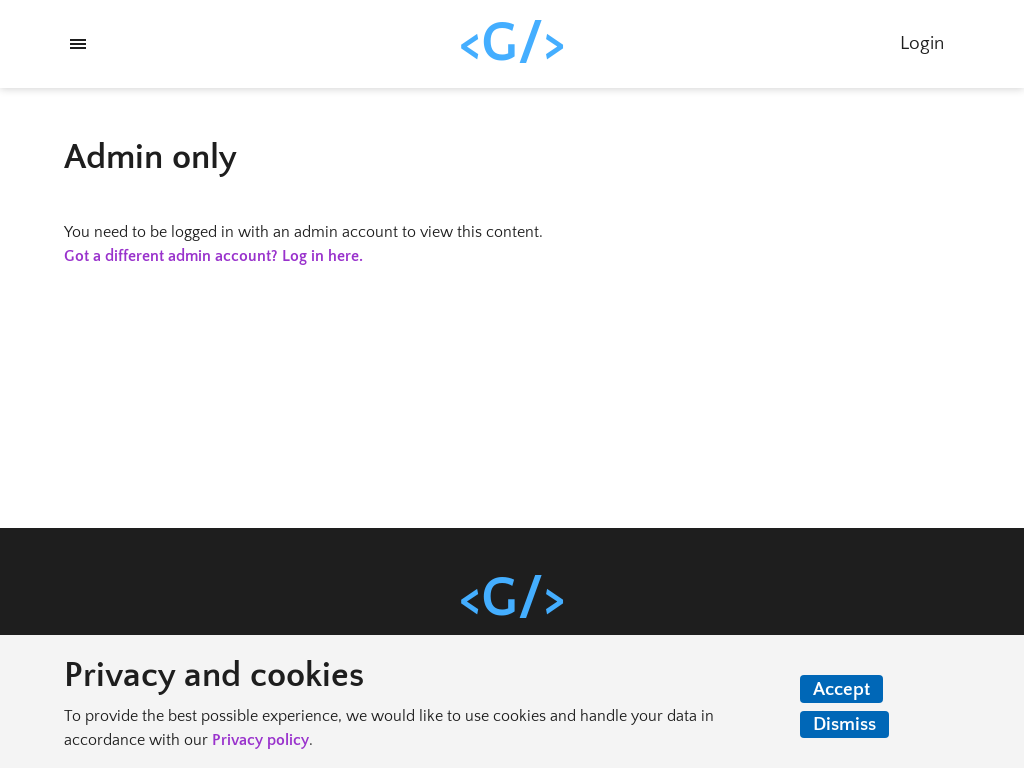 <G/>
Login
Admin only
You need to be logged in with an admin account to view this content.
Got a different admin account? Log in here.
<G/>
Privacy and cookies
To provide the best possible experience, we would like to use cookies and handle your data in
accordance with our Privacy policy.
Accept
Dismiss